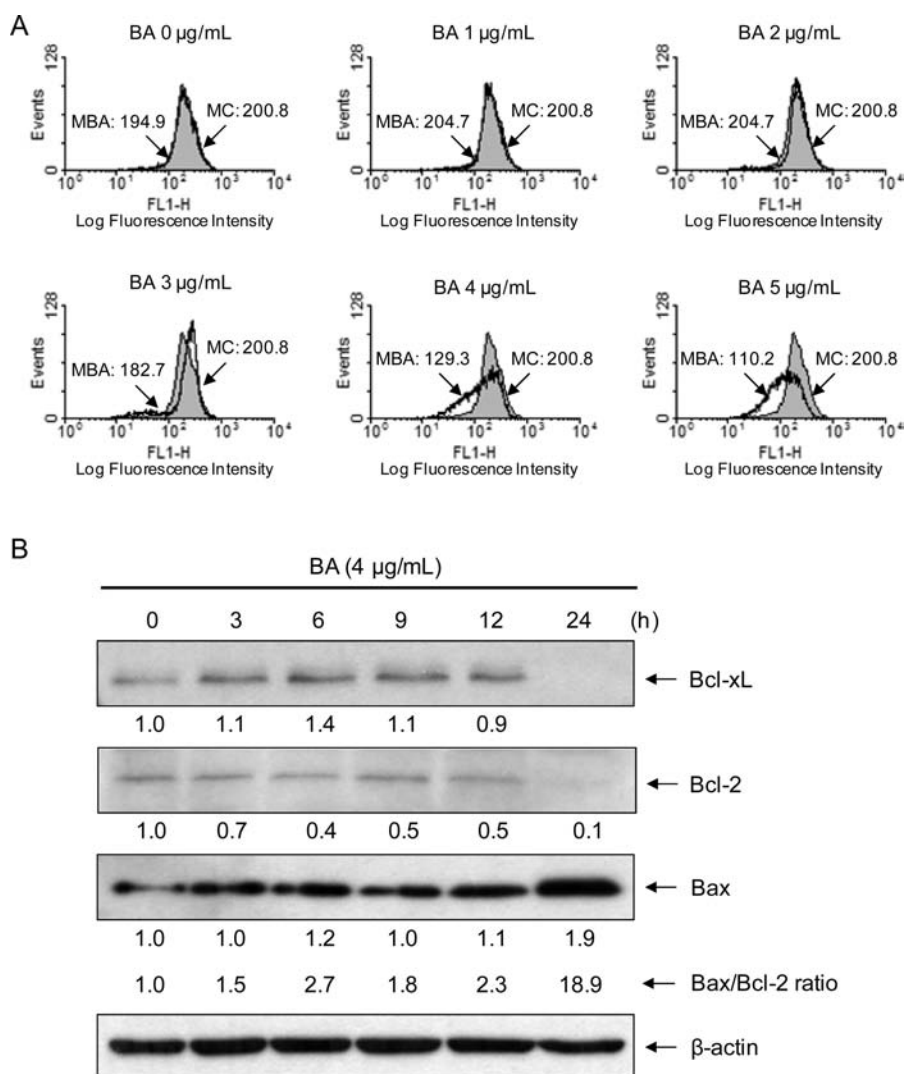 A
BA 0 µg/mL
BA 1 µg/mL
BA 2 µg/mL
128
Events
0
MBA: 194.9
MC: 200.8
10⁰ 10¹ 10² 10³ 10⁴
FL1-H
Log Fluorescence Intensity
128
Events
0
MBA: 204.7
MC: 200.8
10⁰ 10¹ 10² 10³ 10⁴
FL1-H
Log Fluorescence Intensity
128
Events
0
MBA: 204.7
MC: 200.8
10⁰ 10¹ 10² 10³ 10⁴
FL1-H
Log Fluorescence Intensity
BA 3 µg/mL
BA 4 µg/mL
BA 5 µg/mL
128
Events
0
MBA: 182.7
MC: 200.8
10⁰ 10¹ 10² 10³ 10⁴
FL1-H
Log Fluorescence Intensity
128
Events
0
MBA: 129.3
MC: 200.8
10⁰ 10¹ 10² 10³ 10⁴
FL1-H
Log Fluorescence Intensity
128
Events
0
MBA: 110.2
MC: 200.8
10⁰ 10¹ 10² 10³ 10⁴
FL1-H
Log Fluorescence Intensity
B
BA (4 µg/mL)
0 3 6 9 12 24 (h)
Bcl-xL
1.0 1.1 1.4 1.1 0.9
Bcl-2
1.0 0.7 0.4 0.5 0.5 0.1
Bax
1.0 1.0 1.2 1.0 1.1 1.9
1.0 1.5 2.7 1.8 2.3 18.9 Bax/Bcl-2 ratio
β-actin